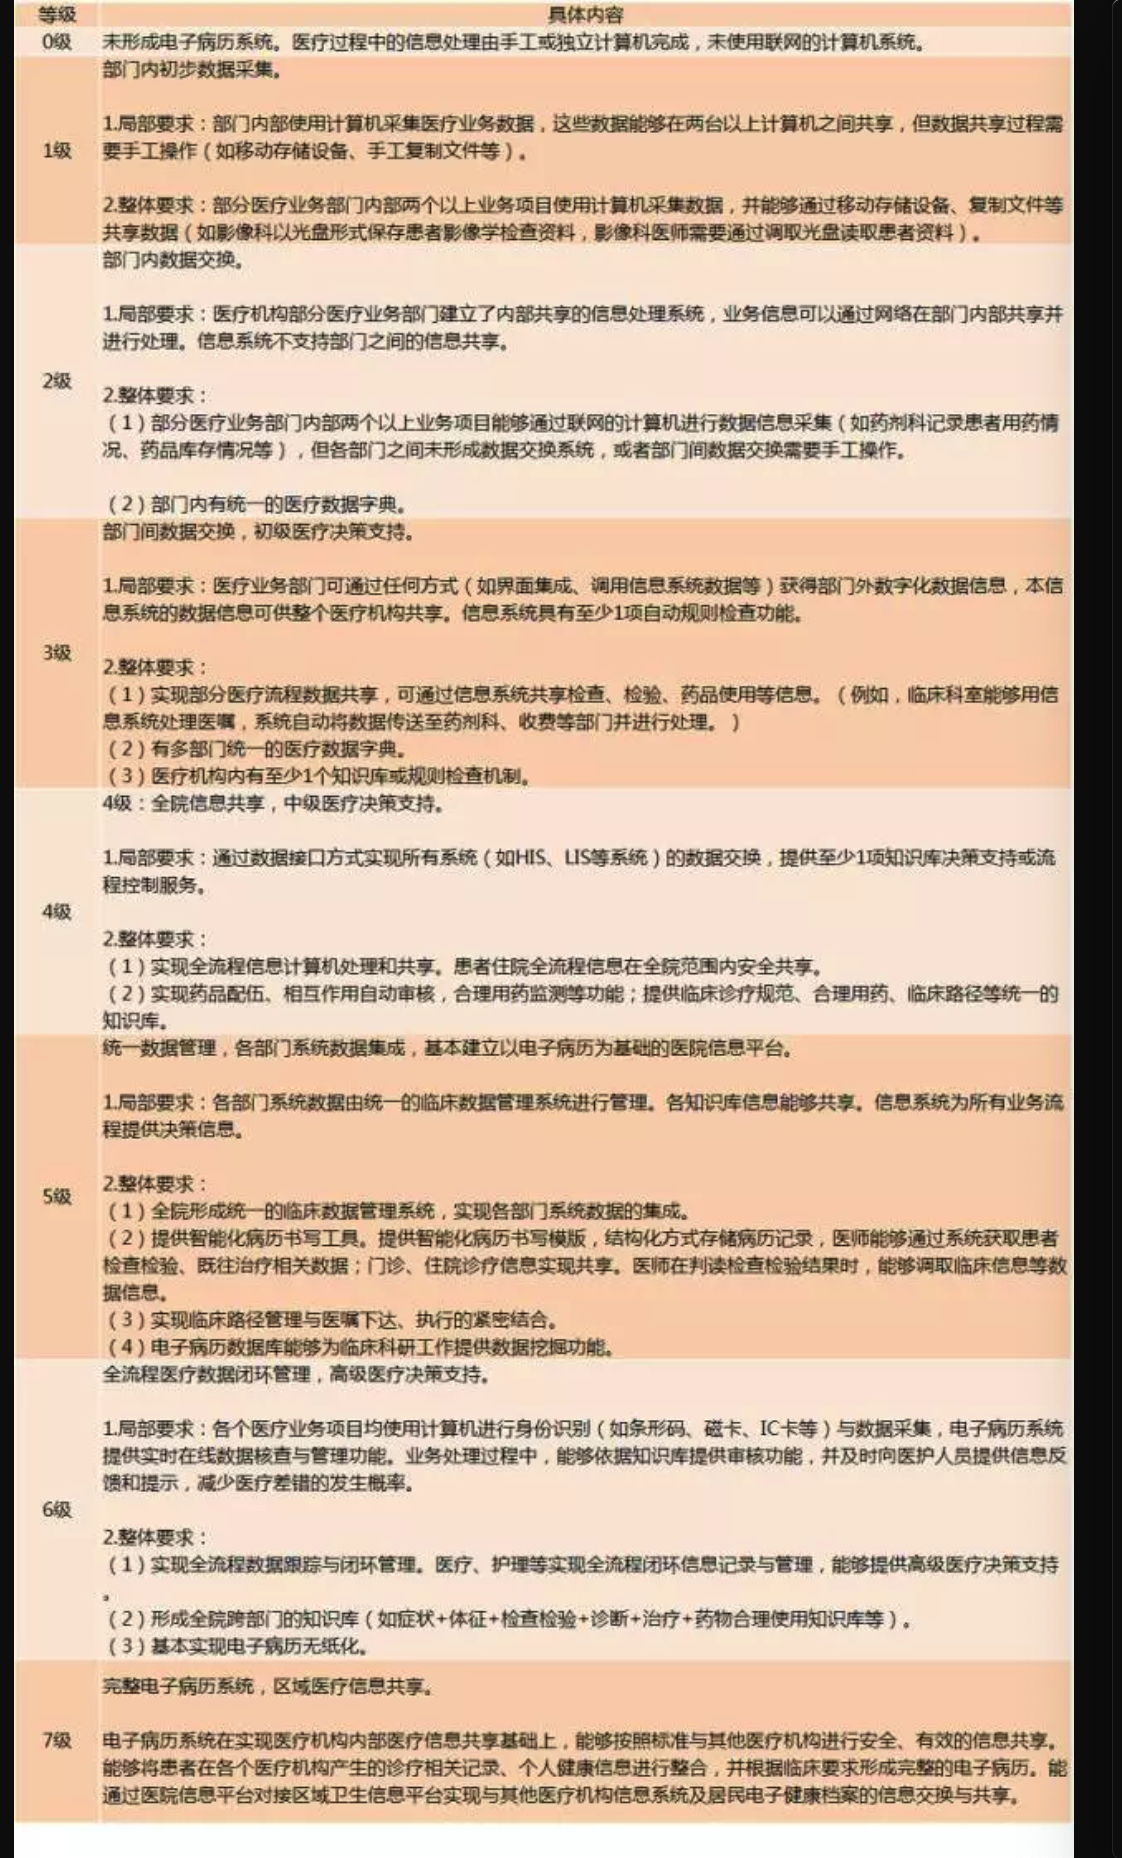 等级 具体内容
0级 未形成电子病历系统。医疗过程中的信息处理由手工或独立计算机完成，未使用联网的计算机系统。
部门内初步数据采集。
1.局部要求：部门内部使用计算机采集医疗业务数据，这些数据能够在两台以上计算机之间共享，但数据共享过程需
1级 要手工操作（如移动存储设备、手工复制文件等）。
2.整体要求：部分医疗业务部门内部两个以上业务项目使用计算机采集数据，并能够通过移动存储设备、复制文件等
共享数据（如影像科以光盘形式保存患者影像学检查资料，影像科医师需要通过调取光盘读取患者资料）。
部门内数据交换。
1.局部要求：医疗机构部分医疗业务部门建立了内部共享的信息处理系统，业务信息可以通过网络在部门内部共享并
进行处理。信息系统不支持部门之间的信息共享。
2级
2.整体要求：
（1）部分医疗业务部门内部两个以上业务项目能够通过联网的计算机进行数据信息采集（如药剂科记录患者用药情
况、药品库存情况等），但各部门之间未形成数据交换系统，或者部门间数据交换需要手工操作。
（2）部门内有统一的医疗数据字典。
部门间数据交换，初级医疗决策支持。
1.局部要求：医疗业务部门可通过任何方式（如界面集成、调用信息系统数据等）获得部门外数字化数据信息，本信
息系统的数据信息可供整个医疗机构共享。信息系统具有至少1项自动规则检查功能。
3级
2.整体要求：
（1）实现部分医疗流程数据共享，可通过信息系统共享检查、检验、药品使用等信息。（例如，临床科室能够用信
息系统处理医嘱，系统自动将数据传送至药剂科、收费等部门并进行处理。）
（2）有多部门统一的医疗数据字典。
（3）医疗机构内有至少1个知识库或规则检查机制。
4级：全院信息共享，中级医疗决策支持。
1.局部要求：通过数据接口方式实现所有系统（如HIS、LIS等系统）的数据交换，提供至少1项知识库决策支持或流
程控制服务。
4级
2.整体要求：
（1）实现全流程信息计算机处理和共享。患者住院全流程信息在全院范围内安全共享。
（2）实现药品配伍、相互作用自动审核，合理用药监测等功能；提供临床诊疗规范、合理用药、临床路径等统一的
知识库。
统一数据管理，各部门系统数据集成，基本建立以电子病历为基础的医院信息平台。
1.局部要求：各部门系统数据由统一的临床数据管理系统进行管理。各知识库信息能够共享。信息系统为所有业务流
程提供决策信息。
2.整体要求：
5级
（1）全院形成统一的临床数据管理系统，实现各部门系统数据的集成。
（2）提供智能化病历书写工具。提供智能化病历书写模版，结构化方式存储病历记录，医师能够通过系统获取患者
检查检验、既往治疗相关数据；门诊、住院诊疗信息实现共享。医师在判读检查检验结果时，能够调取临床信息等数
据信息。
（3）实现临床路径管理与医嘱下达、执行的紧密结合。
（4）电子病历数据库能够为临床科研工作提供数据挖掘功能。
全流程医疗数据闭环管理，高级医疗决策支持。
1.局部要求：各个医疗业务项目均使用计算机进行身份识别（如条形码、磁卡、IC卡等）与数据采集，电子病历系统
提供实时在线数据核查与管理功能。业务处理过程中，能够依据知识库提供审核功能，并及时向医护人员提供信息反
馈和提示，减少医疗差错的发生概率。
6级
2.整体要求：
（1）实现全流程数据跟踪与闭环管理。医疗、护理等实现全流程闭环信息记录与管理，能够提供高级医疗决策支持
。
（2）形成全院跨部门的知识库（如症状+体征+检查检验+诊断+治疗+药物合理使用知识库等）。
（3）基本实现电子病历无纸化。
完整电子病历系统，区域医疗信息共享。
7级 电子病历系统在实现医疗机构内部医疗信息共享基础上，能够按照标准与其他医疗机构进行安全、有效的信息共享。
能够将患者在各个医疗机构产生的诊疗相关记录、个人健康信息进行整合，并根据临床要求形成完整的电子病历。能
通过医院信息平台对接区域卫生信息平台实现与其他医疗机构信息系统及居民电子健康档案的信息交换与共享。